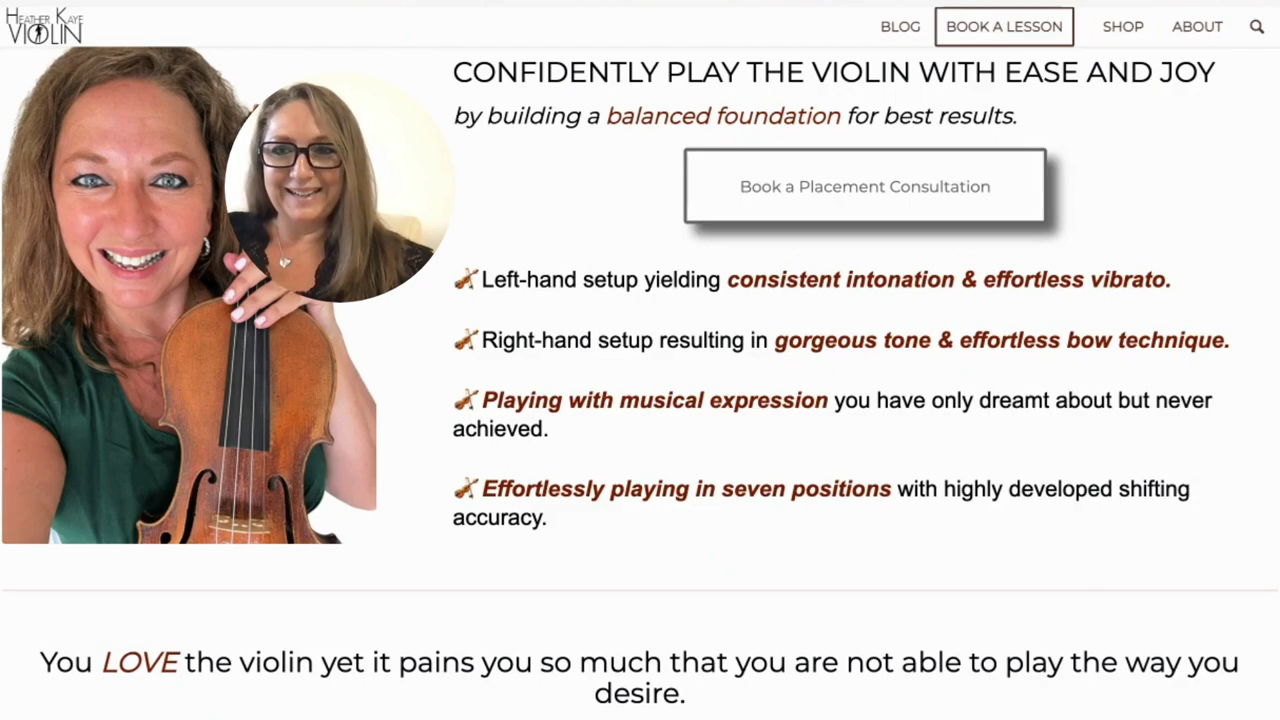 HEATHER KAYE
VIOLIN
BLOG
BOOK A LESSON
SHOP
ABOUT
CONFIDENTLY PLAY THE VIOLIN WITH EASE AND JOY
by building a balanced foundation for best results.
Book a Placement Consultation
🎻Left-hand setup yielding consistent intonation & effortless vibrato.
🎻Right-hand setup resulting in gorgeous tone & effortless bow technique.
🎻Playing with musical expression you have only dreamt about but never
achieved.
🎻Effortlessly playing in seven positions with highly developed shifting
accuracy.
You LOVE the violin yet it pains you so much that you are not able to play the way you
desire.